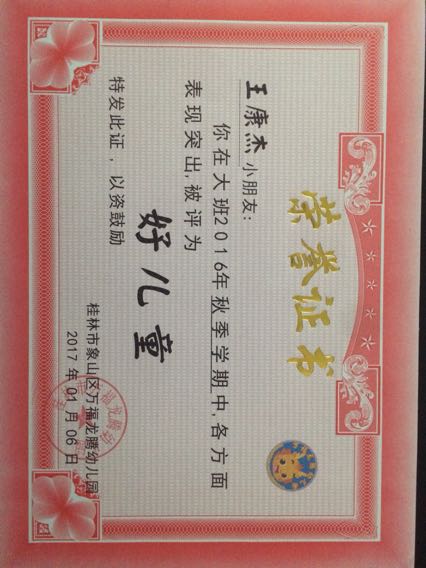 荣誉证书
王康杰小朋友：
你在大班2016年秋季学期中，各方面
表现突出，被评为
好儿童
特发此证，以资鼓励
桂林市象山区万福龙腾幼儿园
2017年01月06日